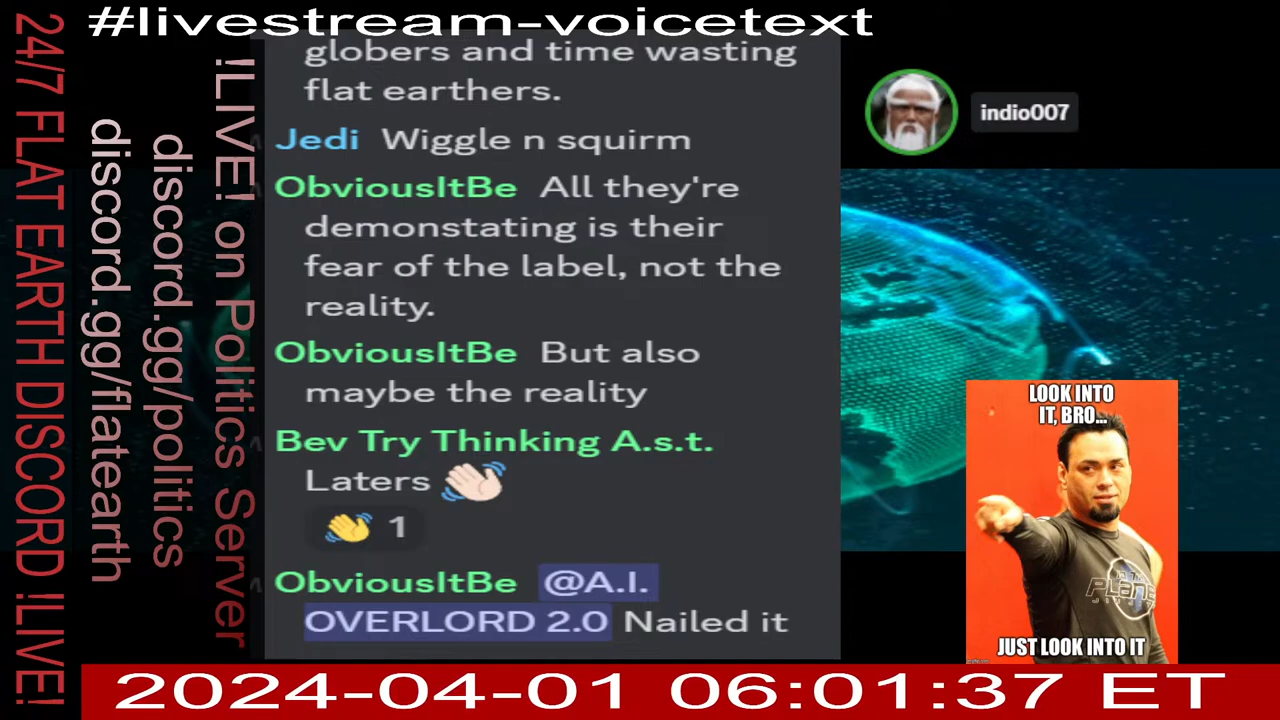 #livestream-voicetext
24/7 FLAT EARTH DISCORD !LIVE!
discord.gg/flatearth
discord.gg/politics
!LIVE! on Politics Server
globers and time wasting
flat earthers.
Jedi Wiggle n squirm
ObviousItBe All they're
demonstating is their
fear of the label, not the
reality.
ObviousItBe But also
maybe the reality
Bev Try Thinking A.s.t.
Laters 👋🏻
👋 1
ObviousItBe @A.I.
OVERLORD 2.0 Nailed it
indio007
LOOK INTO
IT, BRO...
PLANET
JUST LOOK INTO IT
2024-04-01 06:01:37 ET